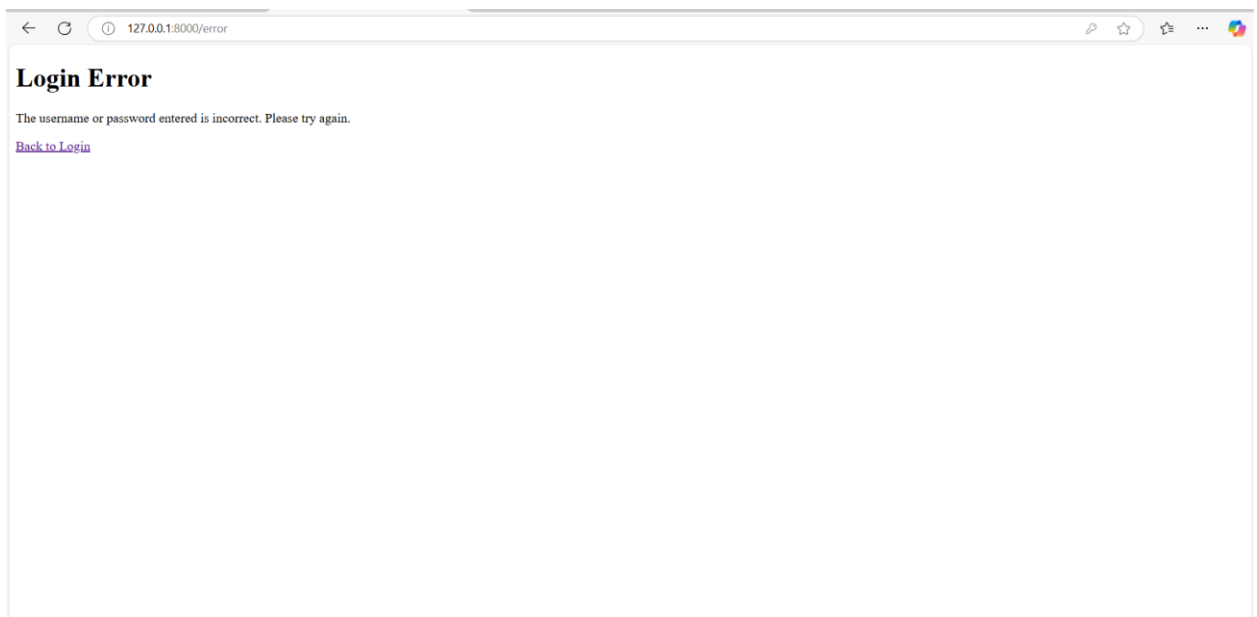 127.0.0.1:8000/error
Login Error
The username or password entered is incorrect. Please try again.
Back to Login